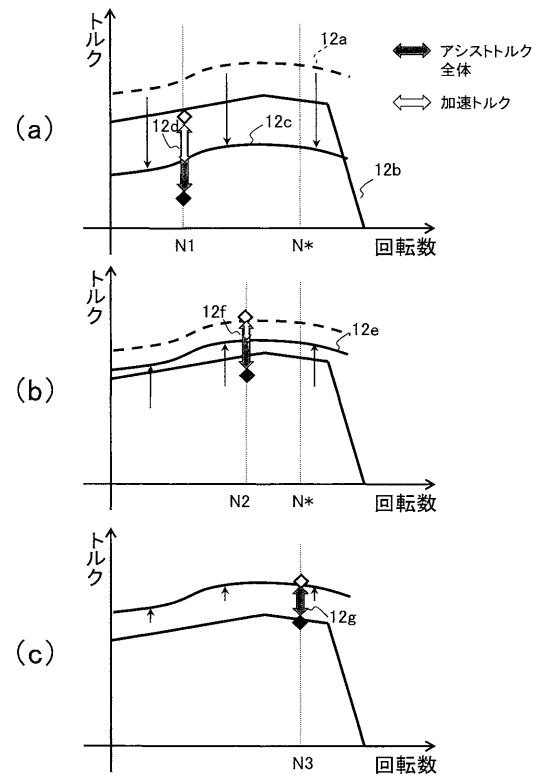 トルク
12a
アシストトルク
全体
加速トルク
(a)
12d
12c
12b
N1
N*
回転数
トルク
12f
12e
(b)
N2
N*
回転数
トルク
12g
(c)
N3
回転数